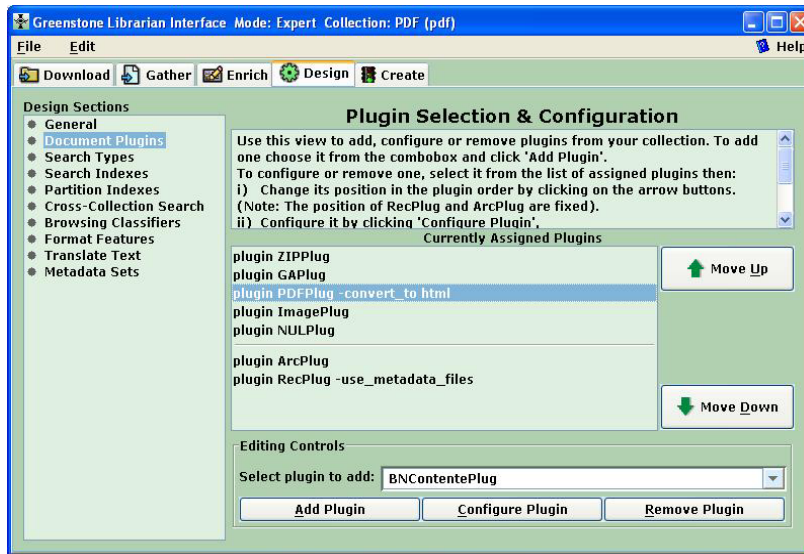 Greenstone Librarian Interface Mode: Expert Collection: PDF (pdf)
File Edit Help
Download Gather Enrich Design Create
Design Sections
General
Document Plugins
Search Types
Search Indexes
Partition Indexes
Cross-Collection Search
Browsing Classifiers
Format Features
Translate Text
Metadata Sets
Plugin Selection & Configuration
Use this view to add, configure or remove plugins from your collection. To add
one choose it from the combobox and click 'Add Plugin'.
To configure or remove one, select it from the list of assigned plugins then:
i) Change its position in the plugin order by clicking on the arrow buttons.
(Note: The position of RecPlug and ArcPlug are fixed).
ii) Configure it by clicking 'Configure Plugin',
Currently Assigned Plugins
plugin ZIPPlug
plugin GAPlug
plugin PDFPlug -convert_to html
plugin ImagePlug
plugin NULPlug
plugin ArcPlug
plugin RecPlug -use_metadata_files
Move Up
Move Down
Editing Controls
Select plugin to add: BNContentePlug
Add Plugin Configure Plugin Remove Plugin